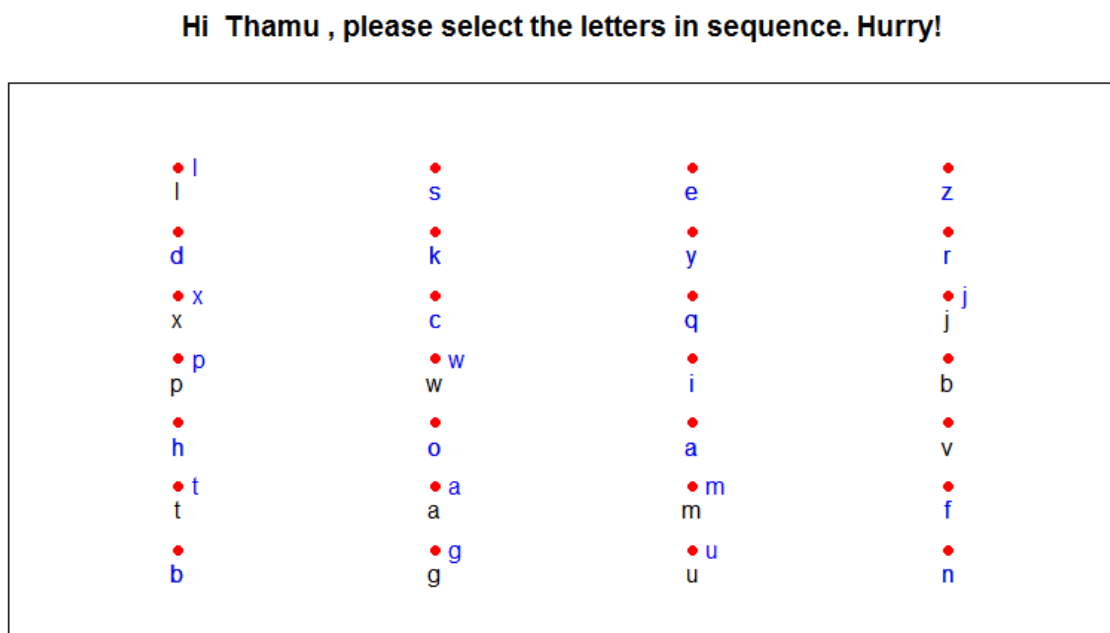 Hi Thamu , please select the letters in sequence. Hurry!
l
l s e z
d k y r
x j
x c q j
p w
p w i b
h o a v
t a m
t a m f
g u
b g u n